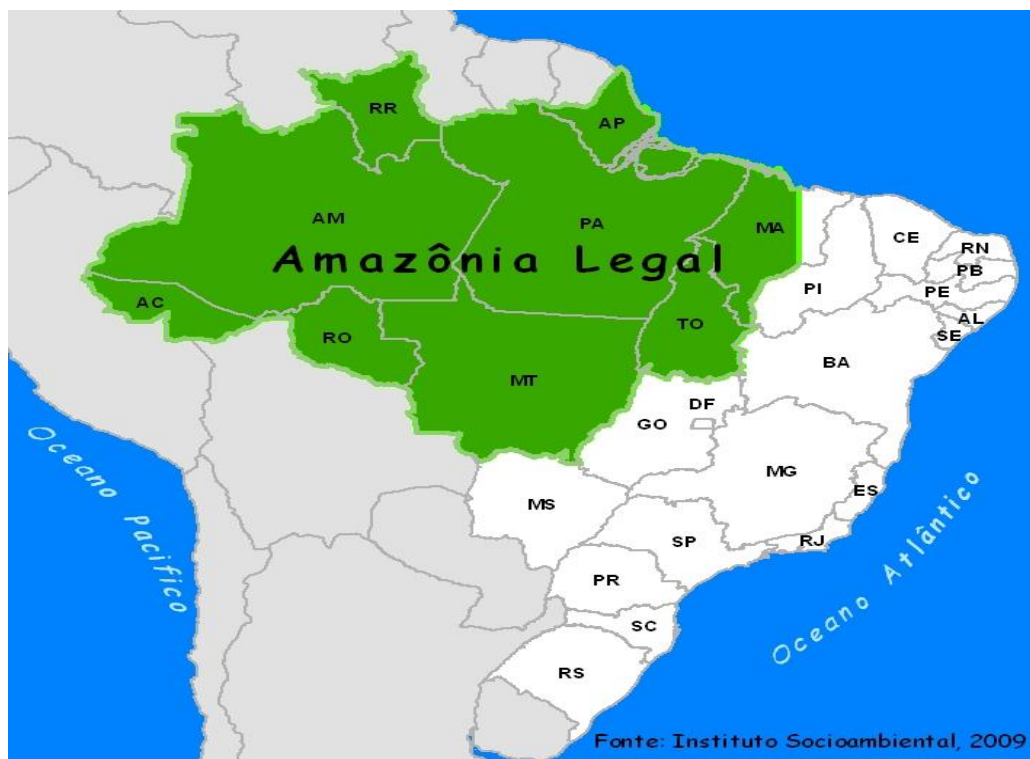 RR
AP
AM
PA
MA
CE
RN
Amazônia Legal
PB
PI
PE
AC
TO
AL
RO
SE
BA
MT
DF
GO
MG
ES
MS
SP
RJ
PR
SC
RS
Oceano Pacifico
Oceano Atlântico
Fonte: Instituto Socioambiental, 2009